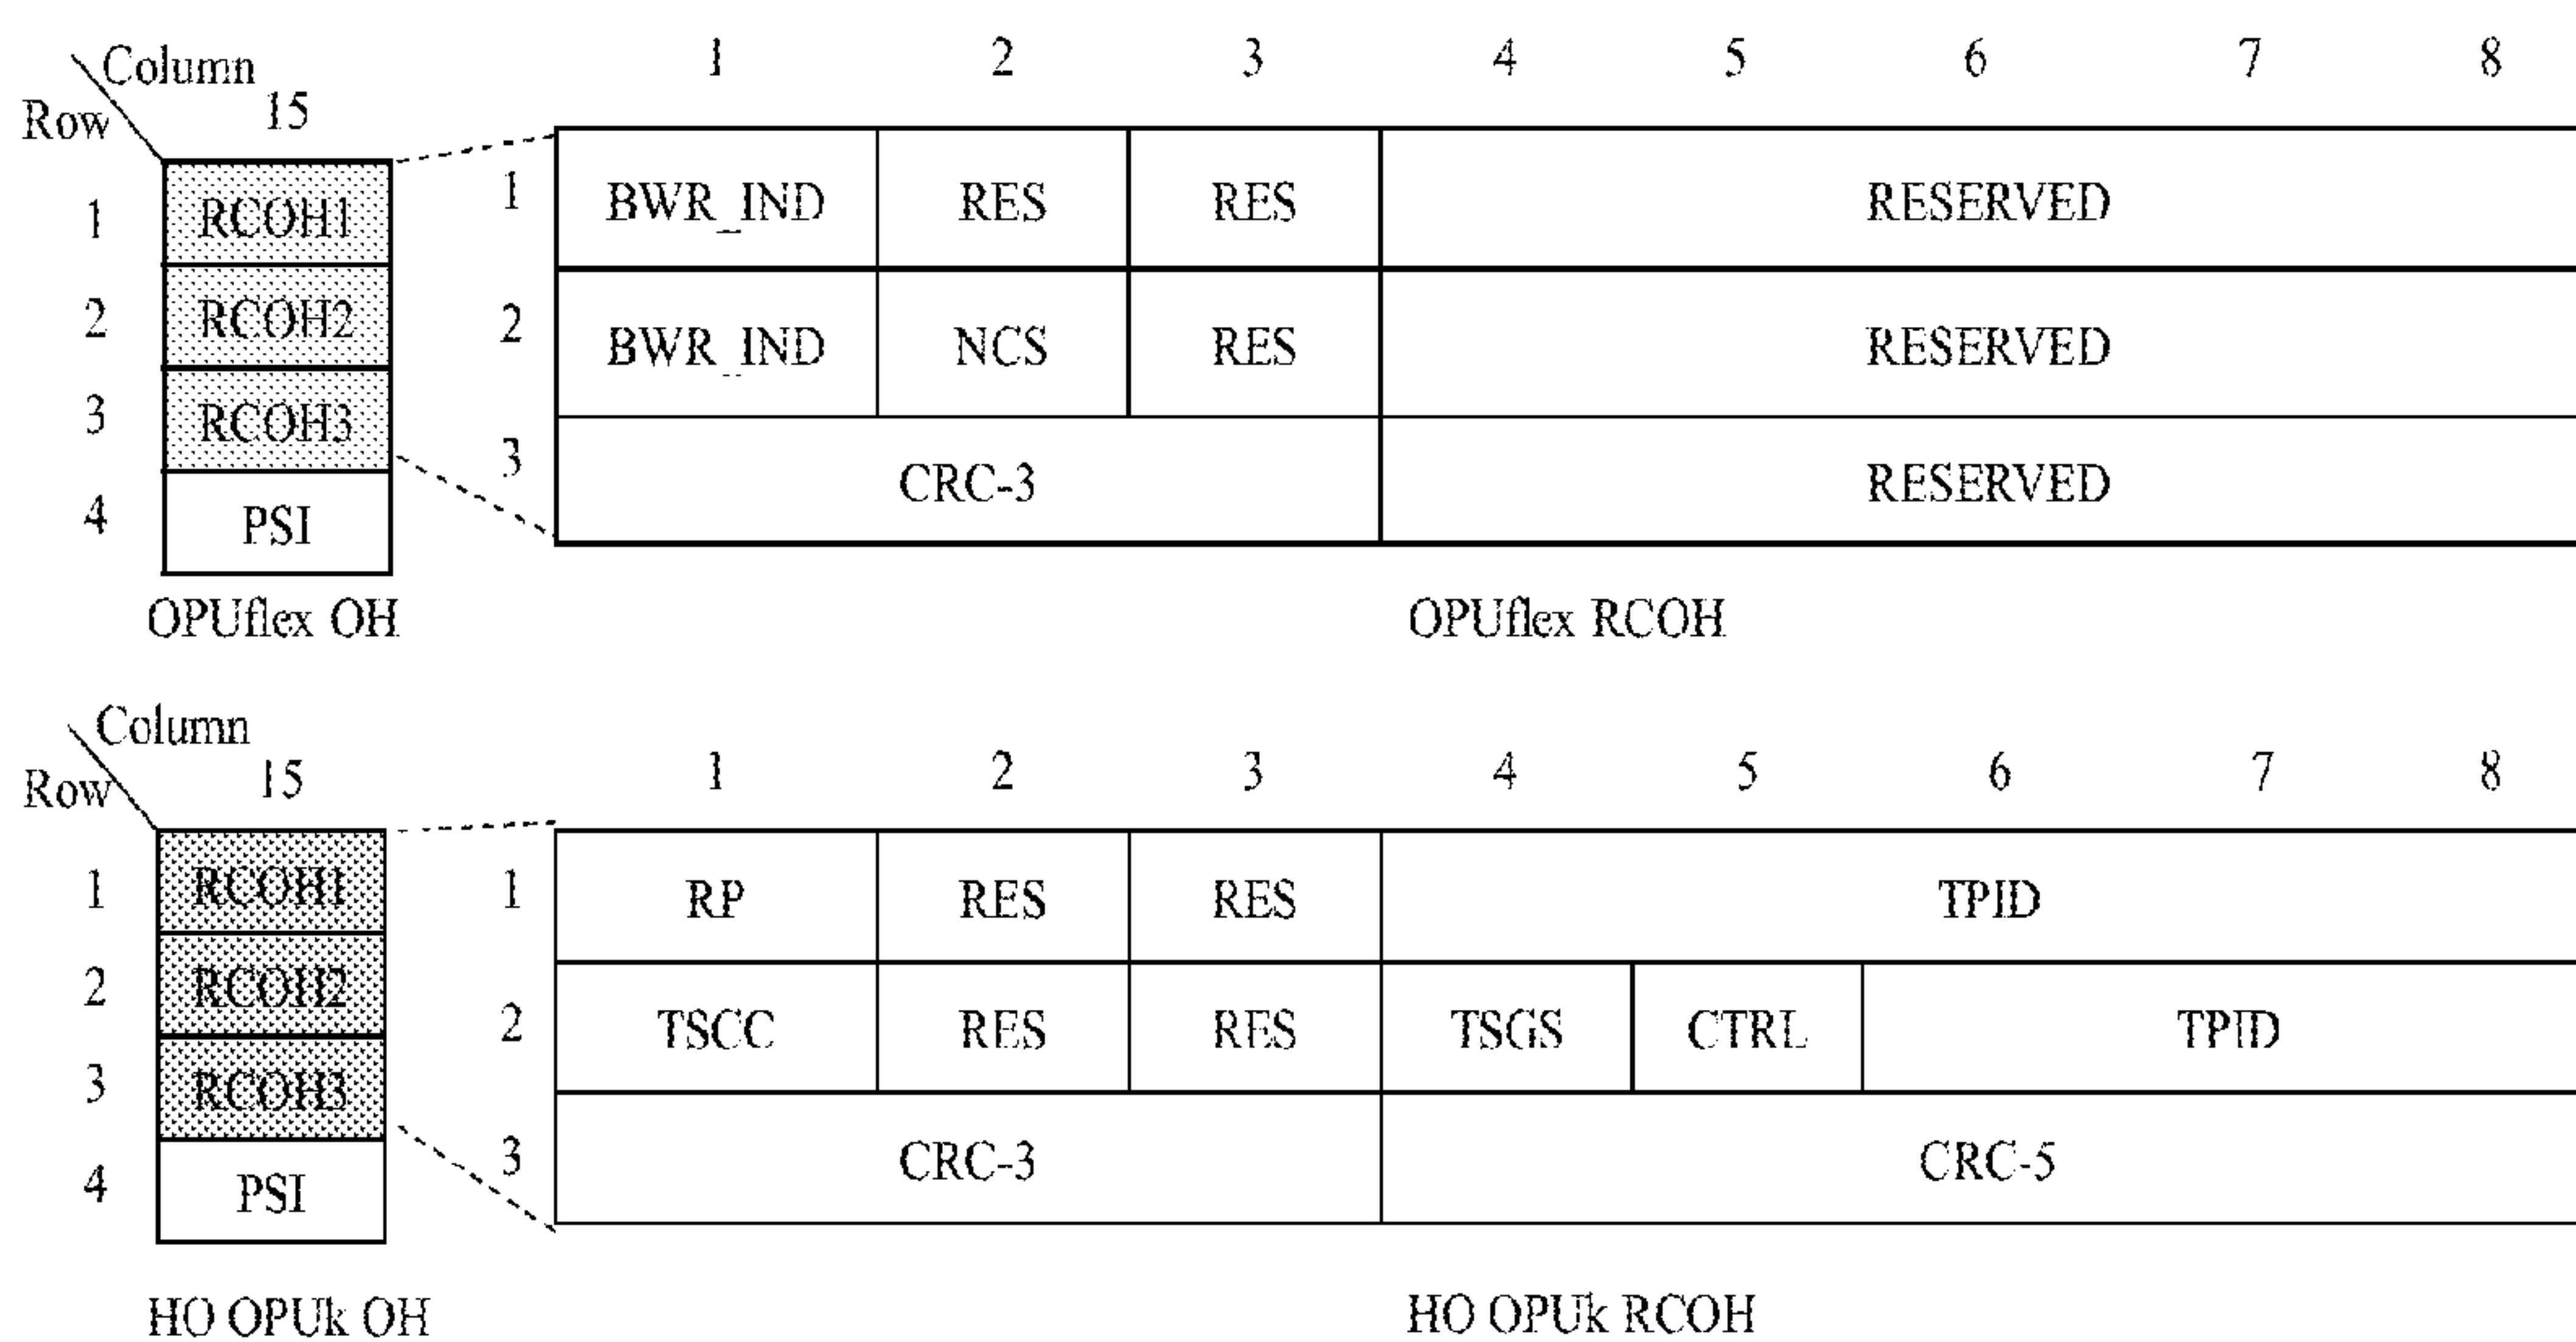 Column 1 2 3 4 5 6 7 8
Row 15
1 RCOH1 1 BWR_IND RES RES RESERVED
2 RCOH2 2 BWR_IND NCS RES RESERVED
3 RCOH3 3 CRC-3 RESERVED
4 PSI
OPUflex OH OPUflex RCOH
Column
Row 15 1 2 3 4 5 6 7 8
1 RCOH1 1 RP RES RES TPID
2 RCOH2 2 TSCC RES RES TSGS CTRL TPID
3 RCOH3 3 CRC-3 CRC-5
4 PSI
HO OPUk OH HO OPUk RCOH